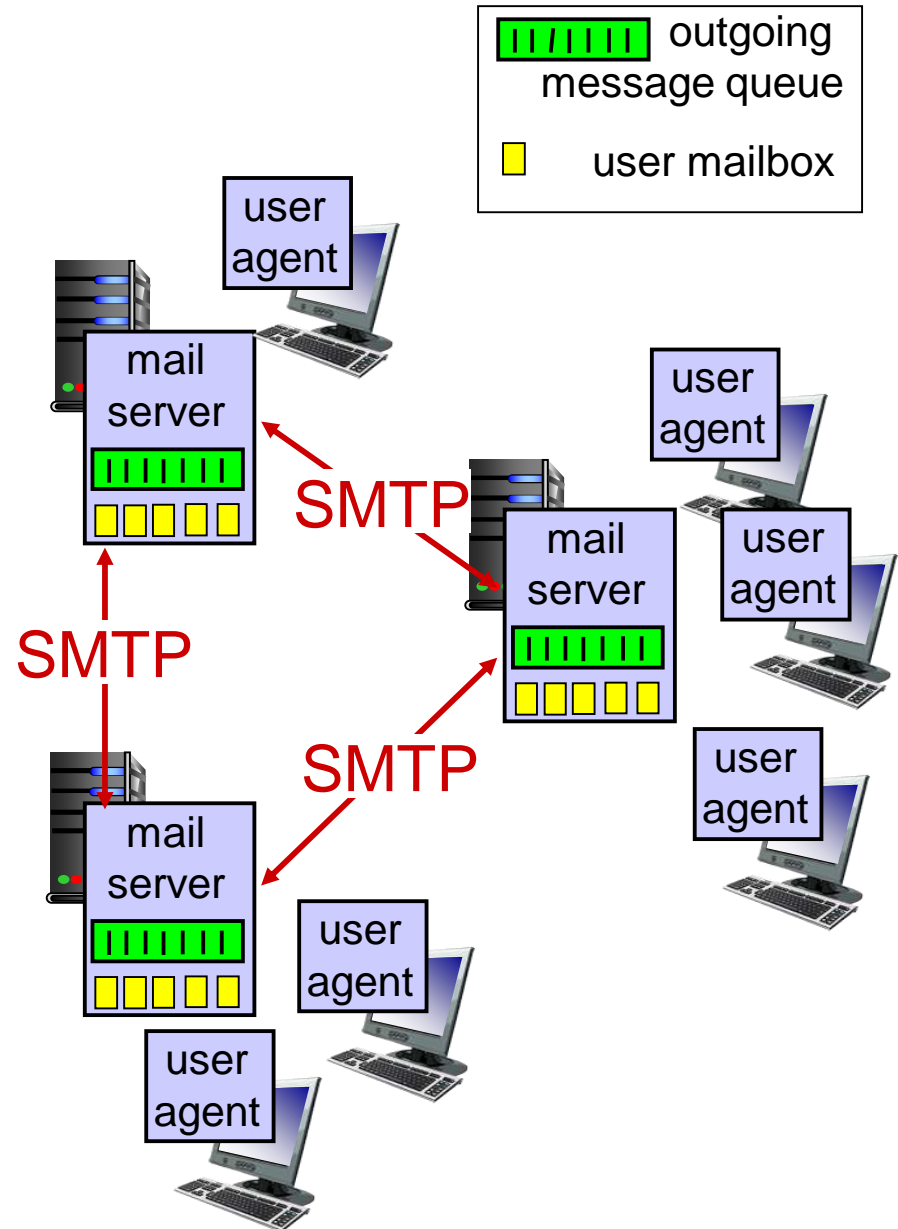 outgoing
message queue
user mailbox
user
agent
mail
server
SMTP
user
agent
mail
server
user
agent
SMTP
SMTP
user
agent
mail
server
user
agent
user
agent